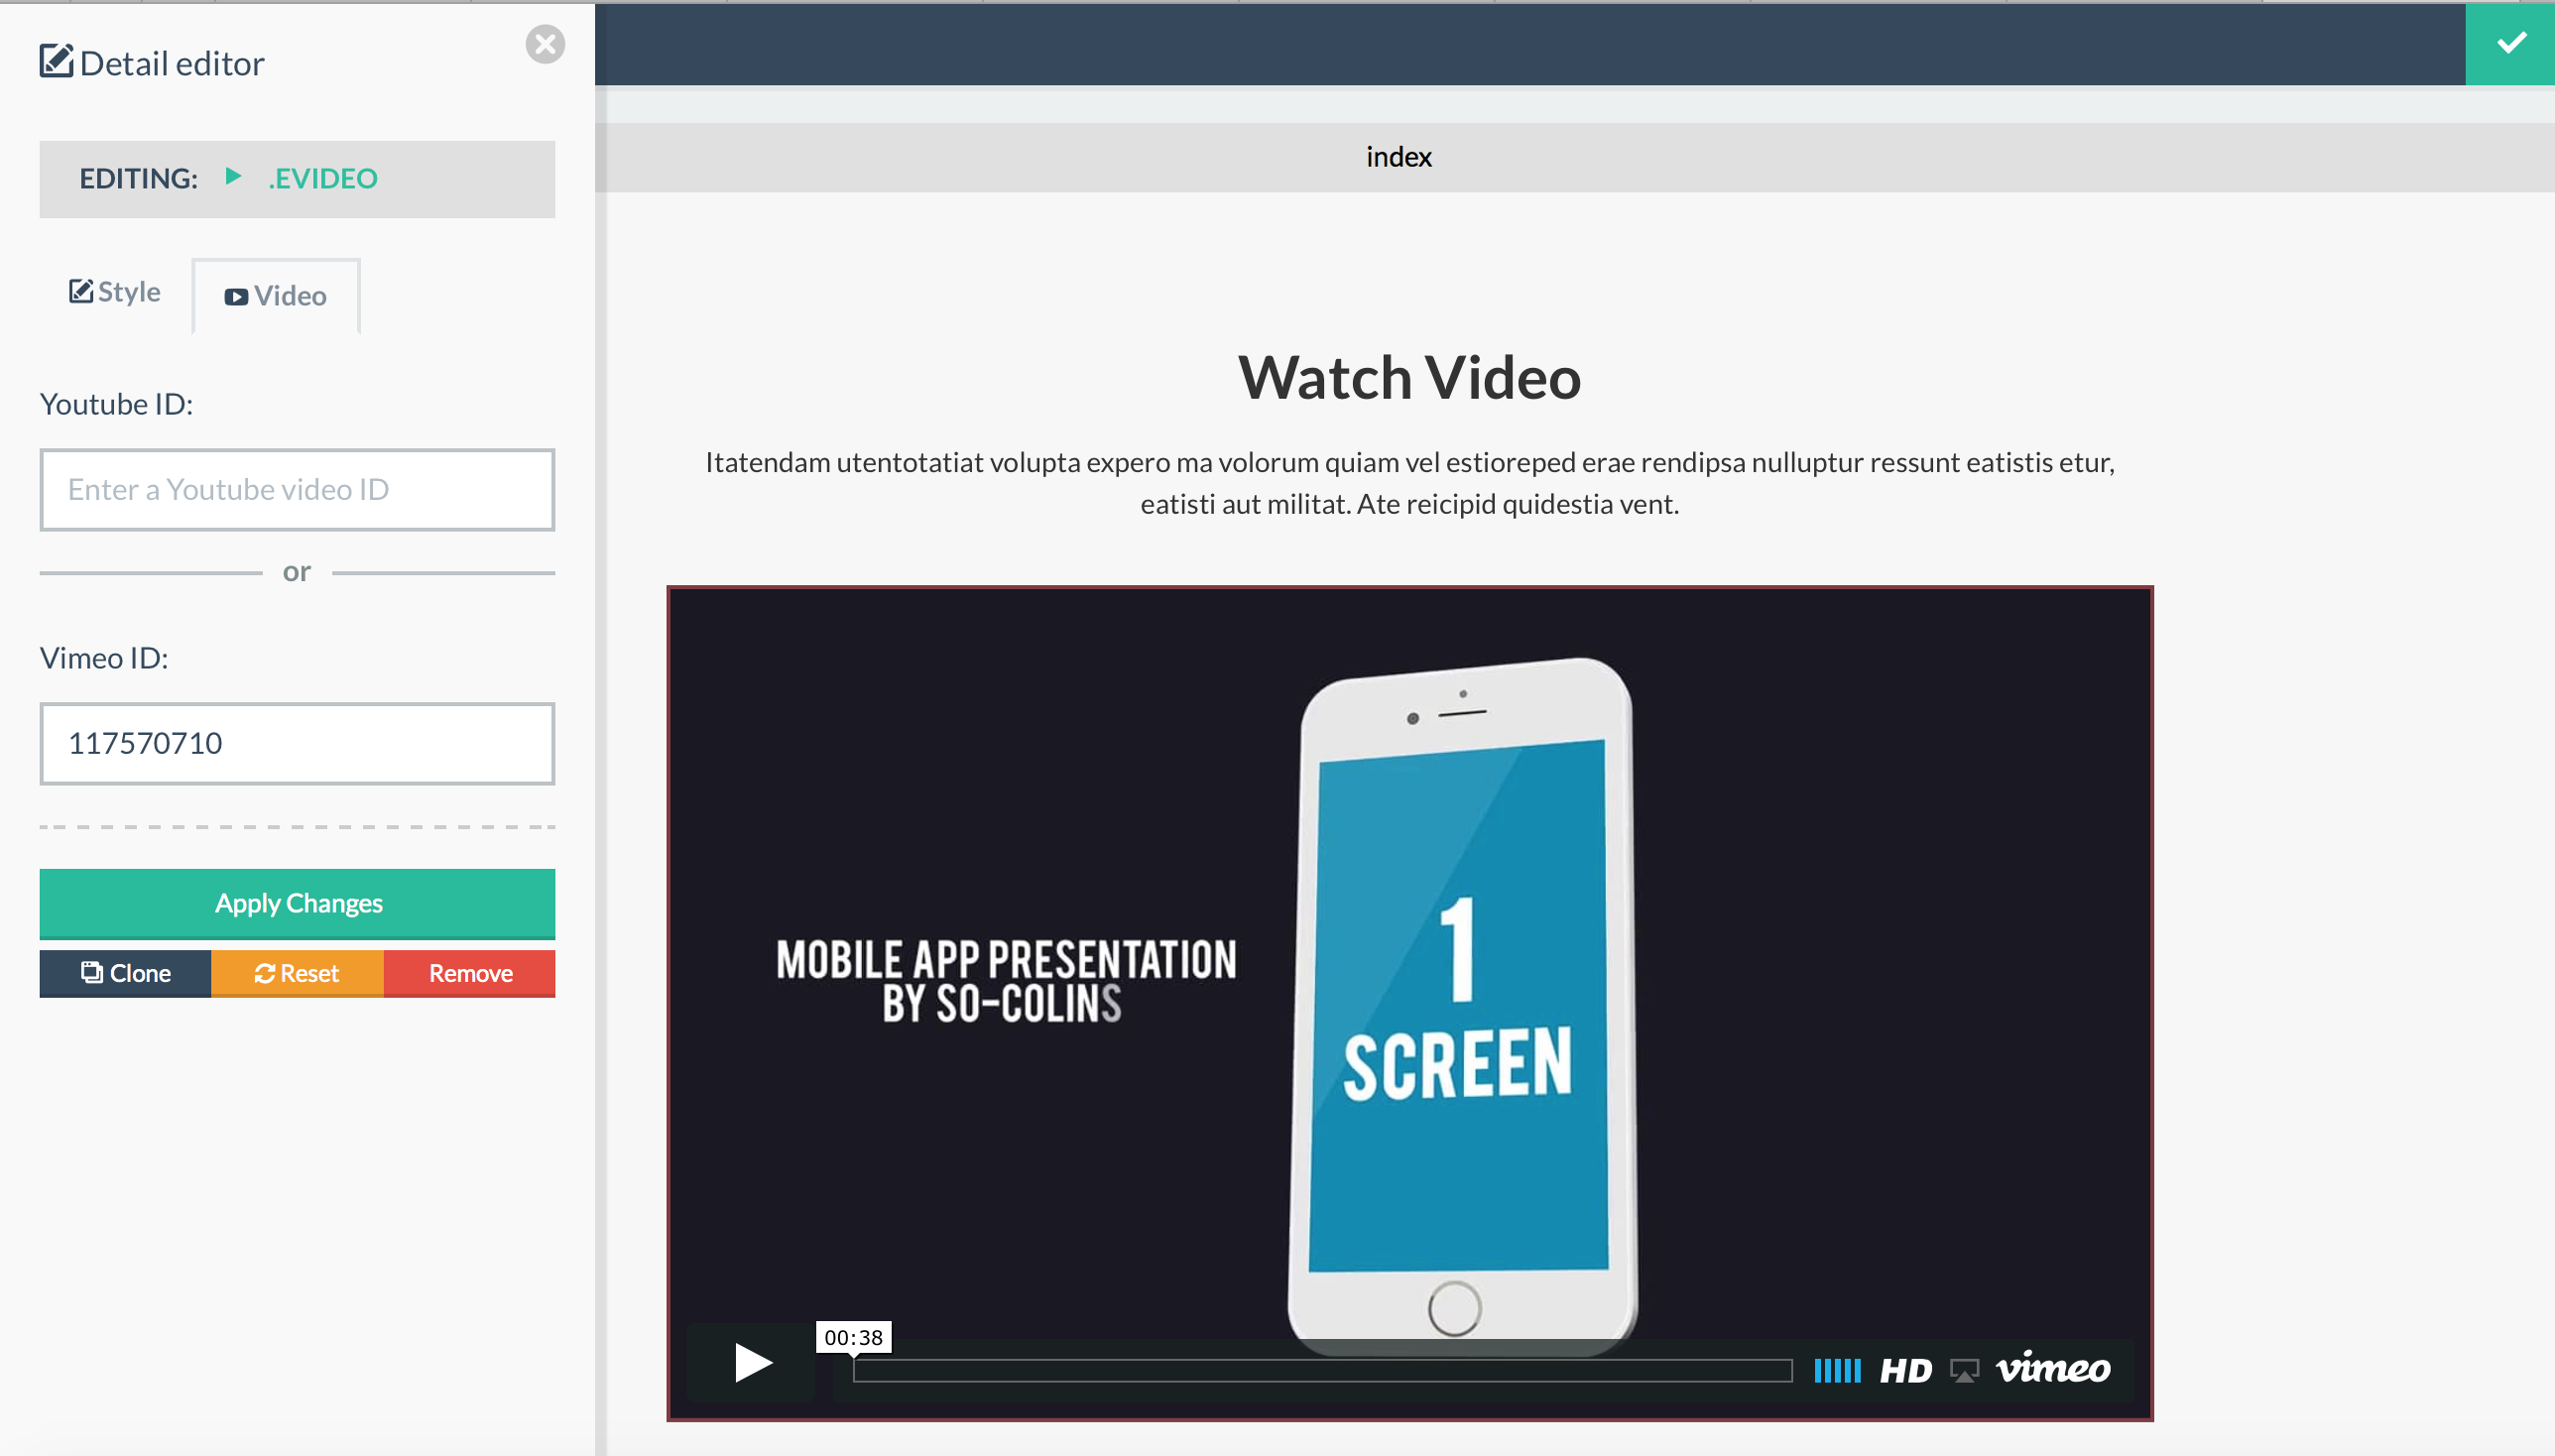 Detail editor
EDITING: .EVIDEO
Style
Video
Youtube ID:
Enter a Youtube video ID
or
Vimeo ID:
117570710
Apply Changes
Clone
Reset
Remove
index
Watch Video
Itatendam utentotatiat volupta expero ma volorum quiam vel estioreped erae rendipsa nulluptur ressunt eatistis etur,
eatisti aut militat. Ate reicipid quidestia vent.
MOBILE APP PRESENTATION
BY SO-COLINS
1
SCREEN
00:38
HD
vimeo